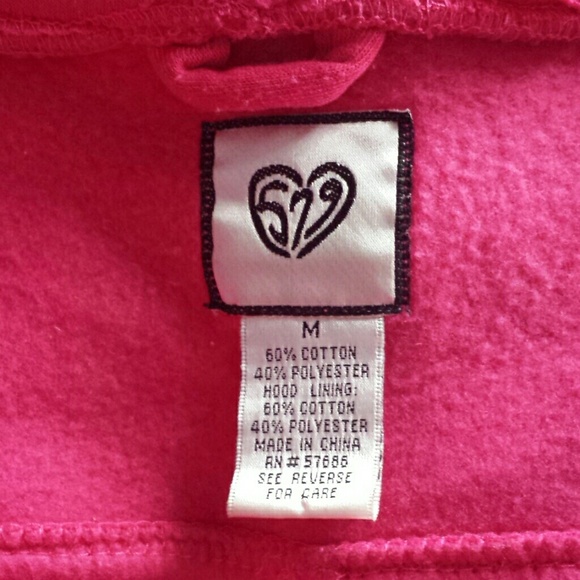 579
M
60% COTTON
40% POLYESTER
HOOD LINING:
60% COTTON
40% POLYESTER
MADE IN CHINA
RN # 57686
SEE REVERSE
FOR CARE